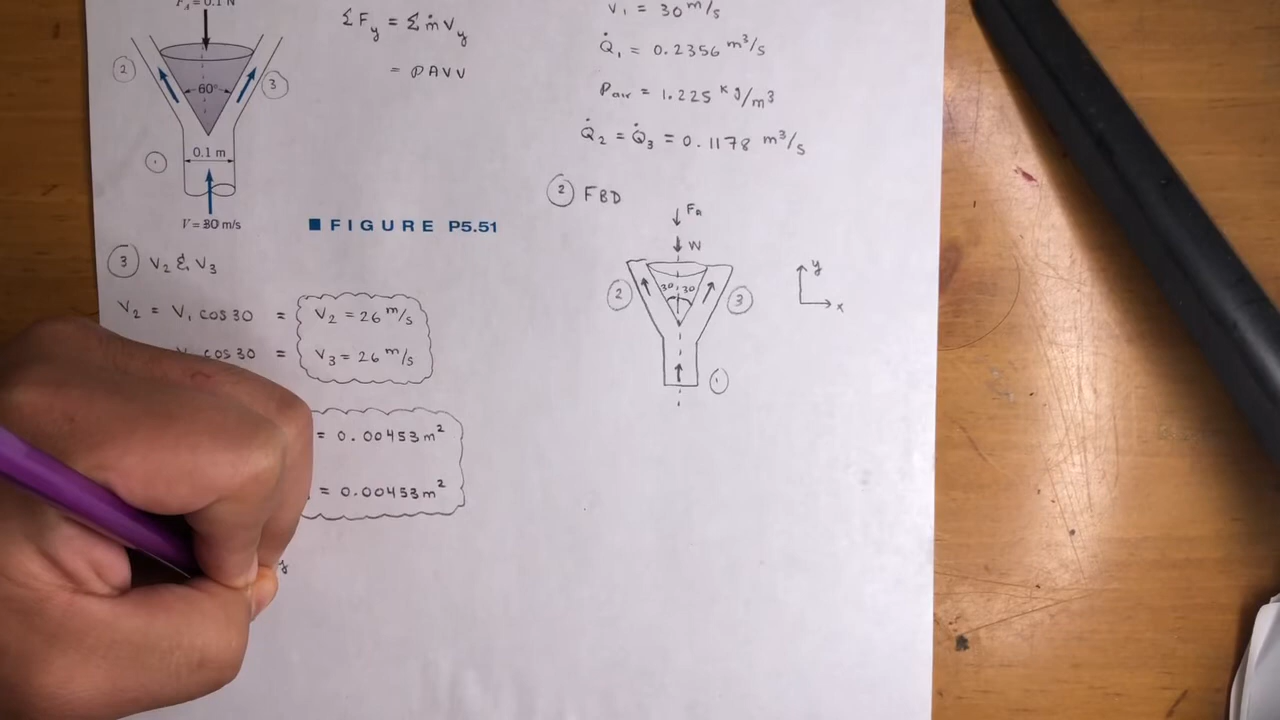 F_A = 0.1 N
ΣF_y = Σ ṁ V_y
= ρAVV
②
60°
③
①
0.1 m
V = 30 m/s
FIGURE P5.51
V₁ = 30 m/s
Q̇₁ = 0.2356 m³/s
ρ_air = 1.225 kg/m³
Q̇₂ = Q̇₃ = 0.1178 m³/s
② FBD
F_A
W
②
30 30
③
①
y
x
③ V₂ & V₃
V₂ = V₁ cos 30 = V₂ = 26 m/s
cos 30 = V₃ = 26 m/s
= 0.00453 m²
= 0.00453 m²
y